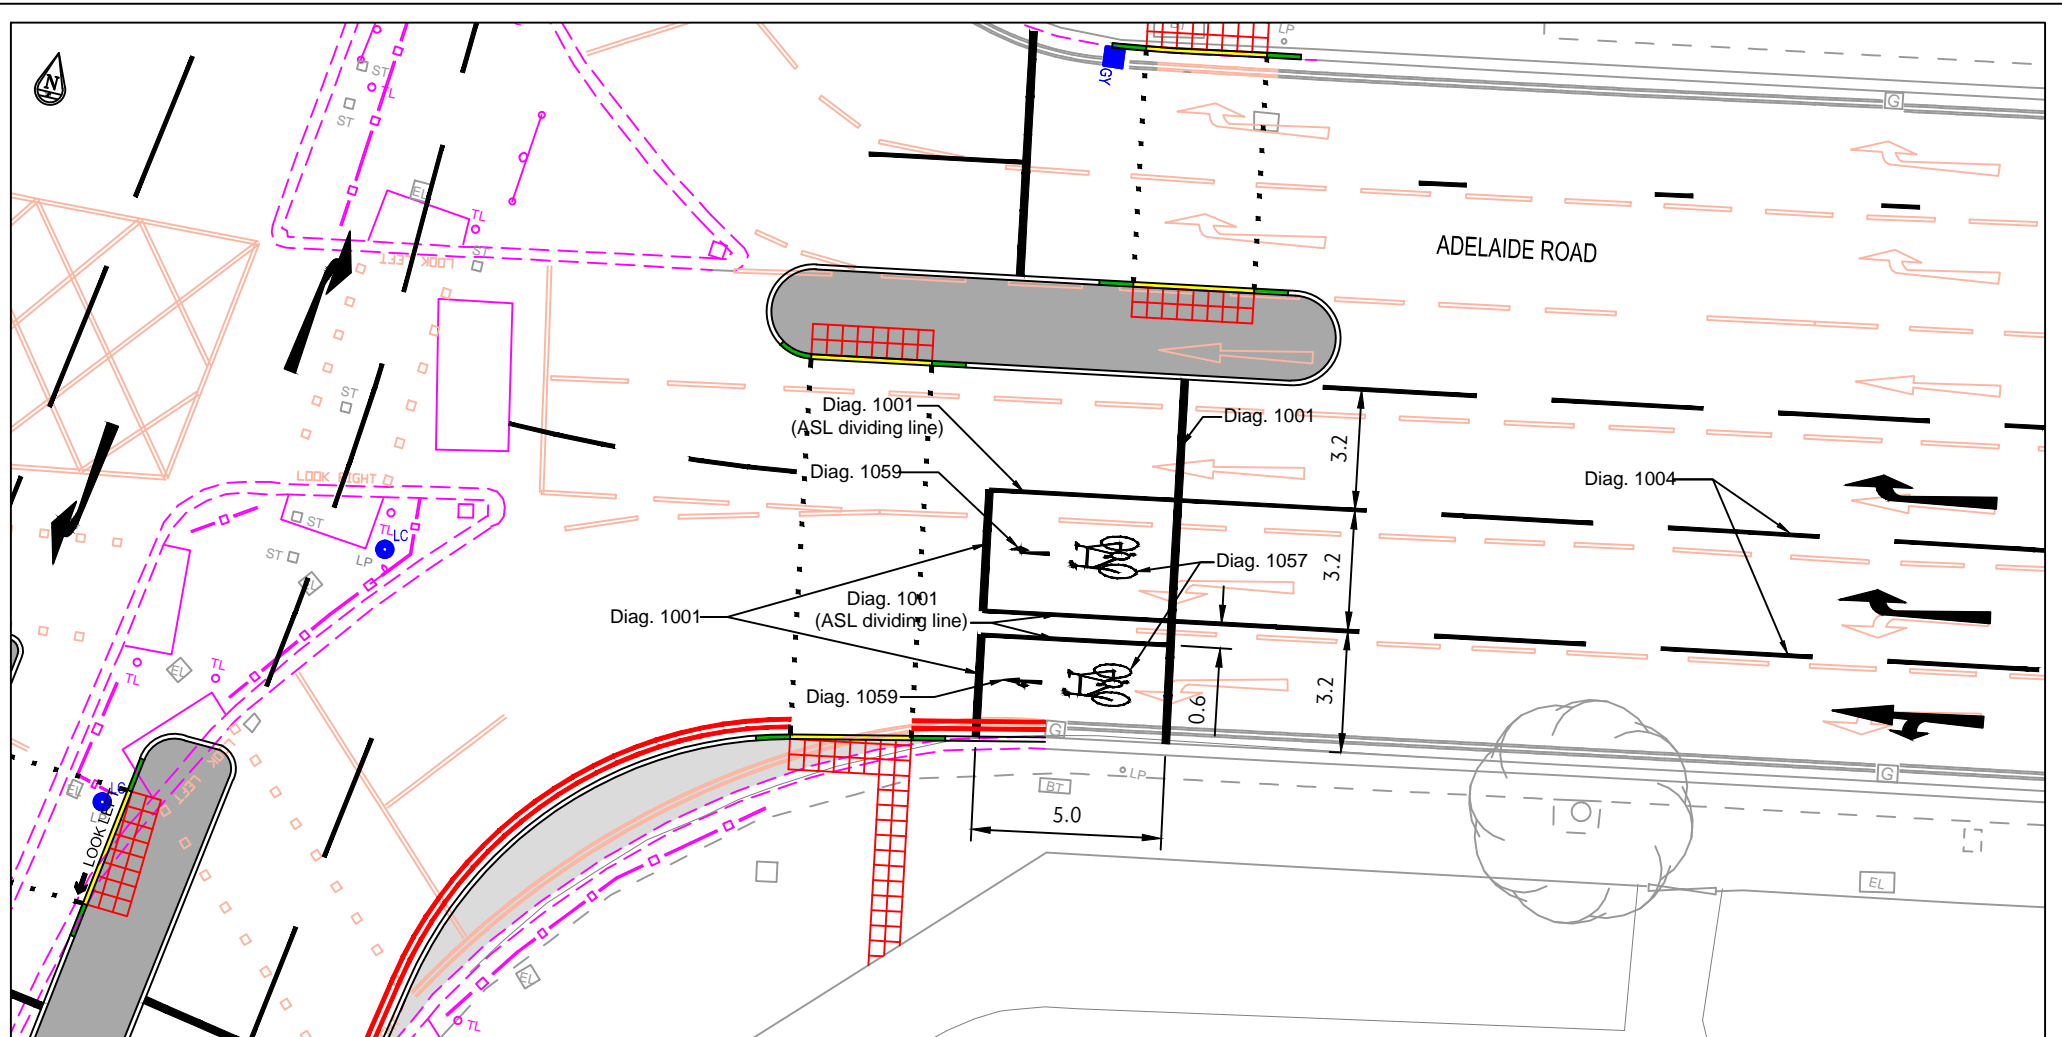 BT
LP
N
ST
TL
ST
GY
G
EL
TL
ST
LOOK LEFT
ADELAIDE ROAD
Diag. 1001
(ASL dividing line)
Diag. 1001
ST
3.2
Diag. 1059
LOOK RIGHT
Diag. 1004
ST
TL
LC
ST
LP
3.2
Diag. 1057
Diag. 1001
(ASL dividing line)
Diag. 1001
EL
TL
TL
Diag. 1059
0.6
3.2
G
LOOK LEFT
LP
G
BT
EL
LOOK LEFT
5.0
EL
EL
TL